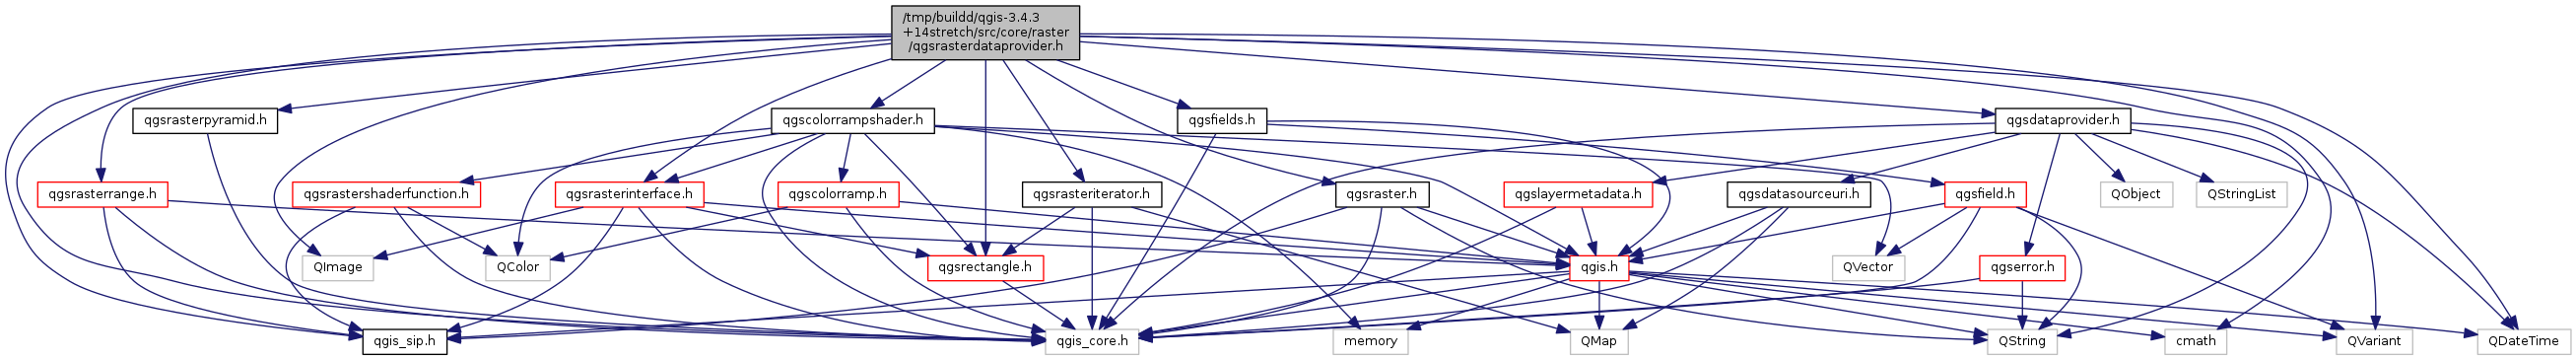 /tmp/buildd/qgis-3.4.3
+14stretch/src/core/raster
/qgsrasterdataprovider.h
qgsrasterpyramid.h
qgscolorrampshader.h
qgsfields.h
qgsdataprovider.h
qgsrasterrange.h
qgsrastershaderfunction.h
qgsrasterinterface.h
qgscolorramp.h
qgsrasteriterator.h
qgsraster.h
qgslayermetadata.h
qgsdatasourceuri.h
qgsfield.h
QObject
QStringList
QImage
QColor
qgsrectangle.h
qgis.h
QVector
qgserror.h
qgis_sip.h
qgis_core.h
memory
QMap
QString
cmath
QVariant
QDateTime